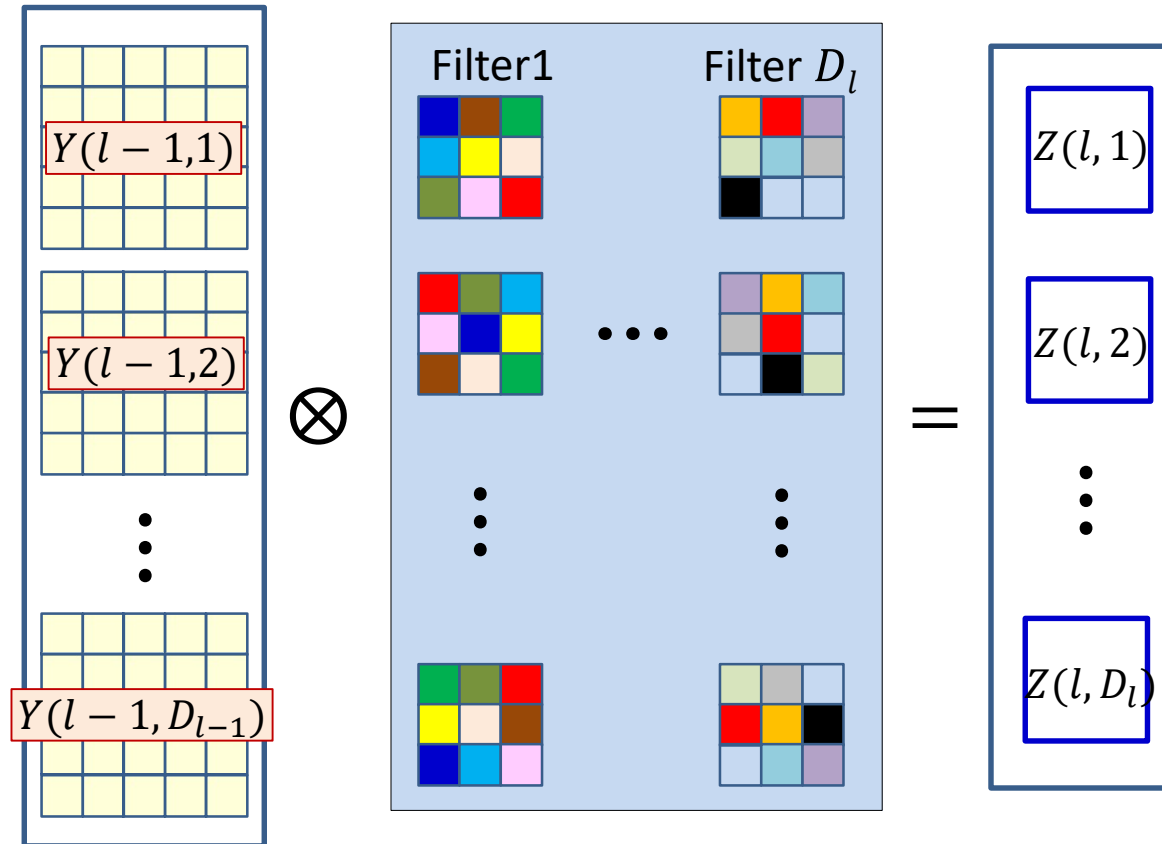 Filter1
Filter D_l
Y(l − 1,1)
Y(l − 1,2)
Y(l − 1, D_{l−1})
⊗
=
Z(l, 1)
Z(l, 2)
Z(l, D_l)